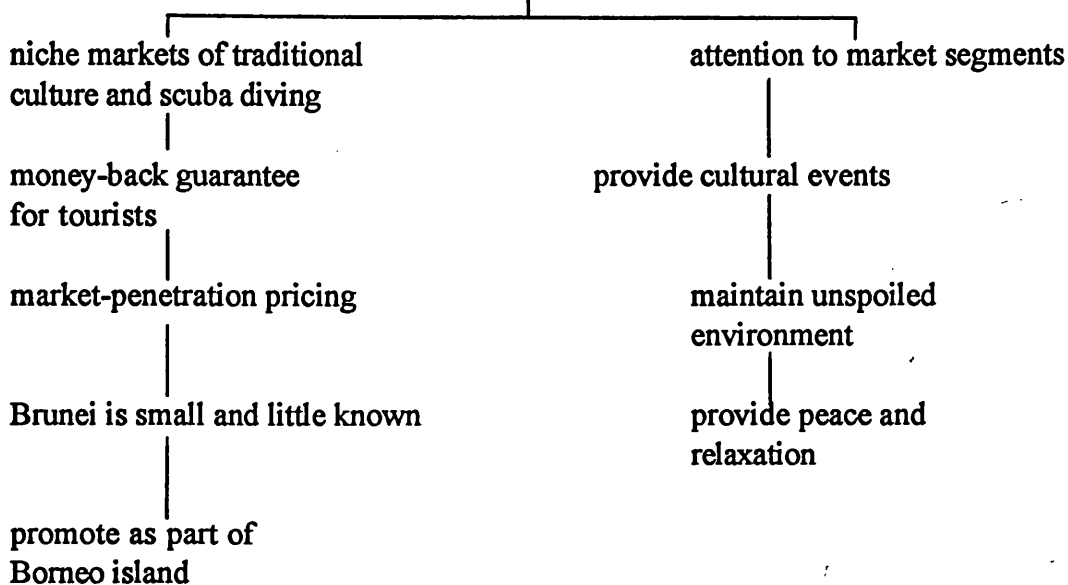 niche markets of traditional
culture and scuba diving
money-back guarantee
for tourists
market-penetration pricing
Brunei is small and little known
promote as part of
Borneo island
attention to market segments
provide cultural events
maintain unspoiled
environment
provide peace and
relaxation